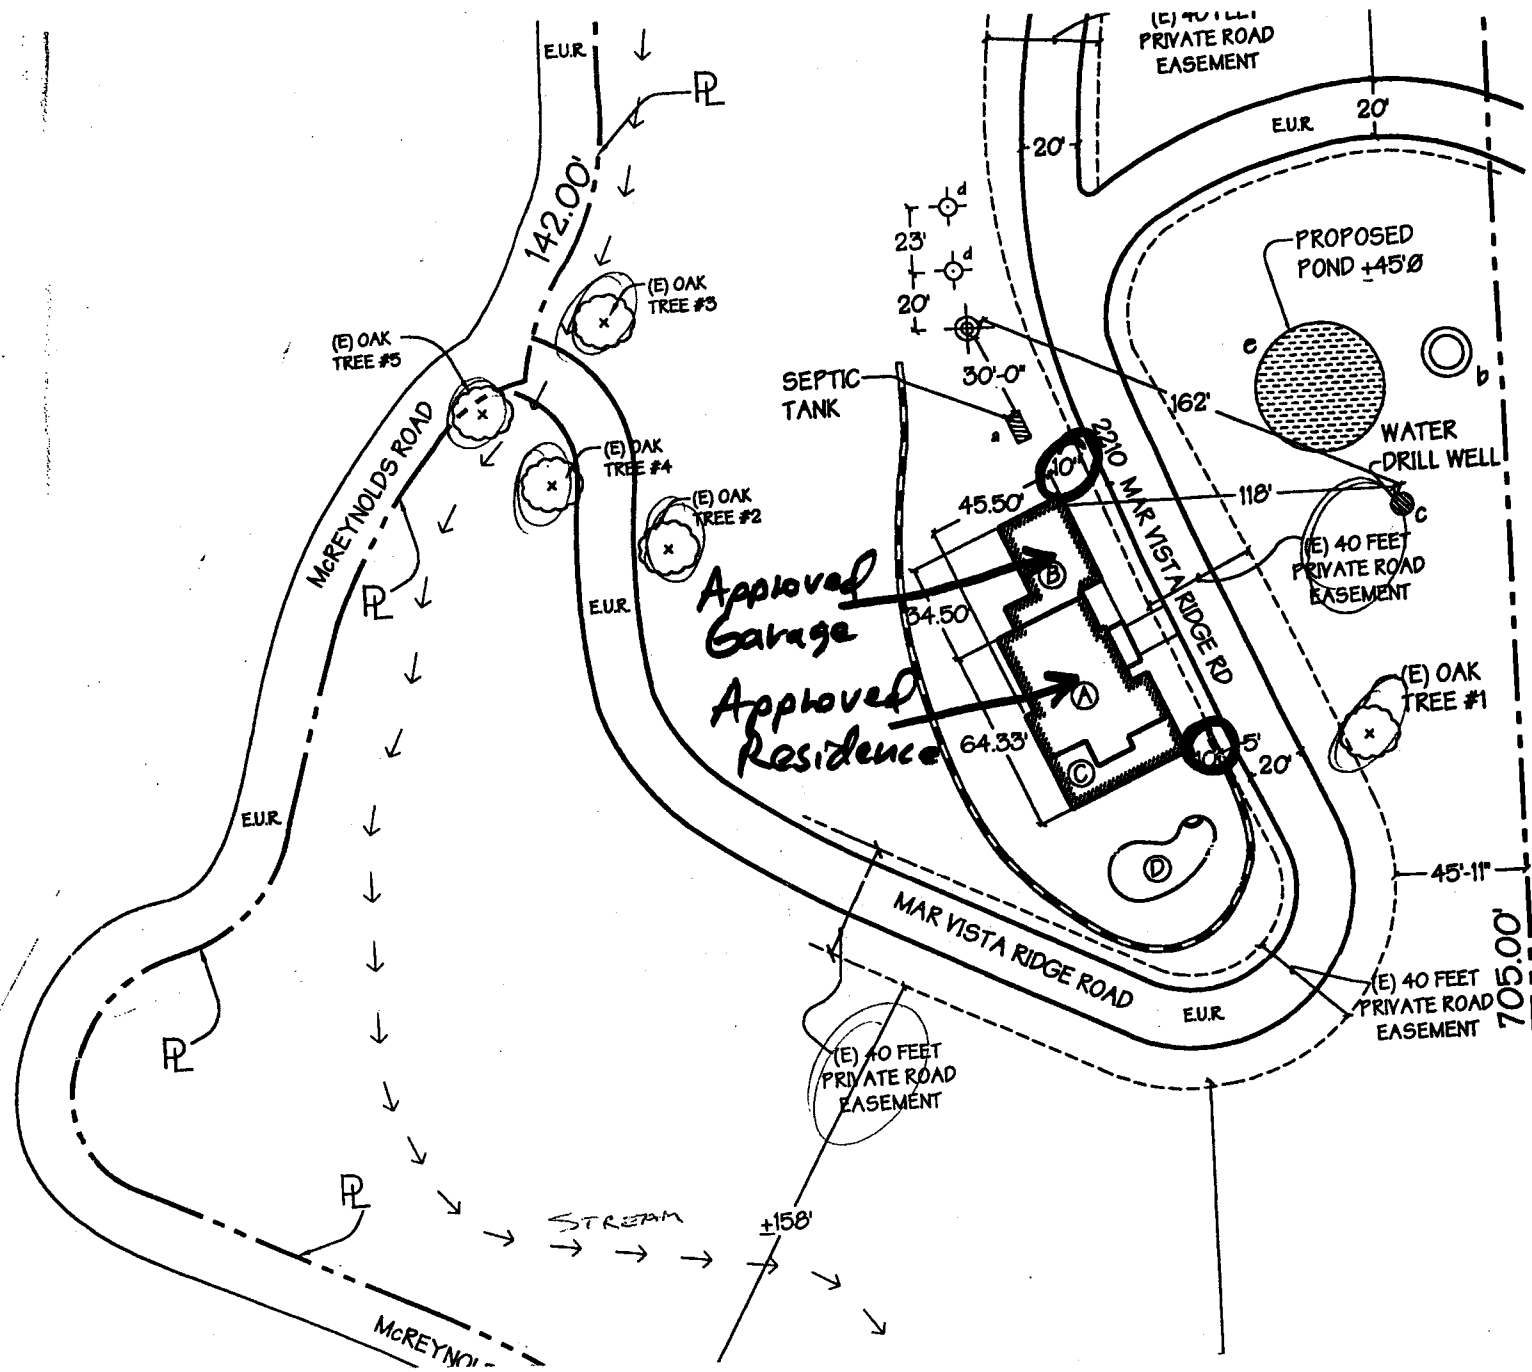 (E) 40 FEET
PRIVATE ROAD
EASEMENT
E.U.R.
PL
142.00'
20'
E.U.R.
20'
d
23'
d
20'
30'-0"
SEPTIC
TANK
a
PROPOSED
POND ±45'Ø
e
b
162'
WATER
DRILL WELL
c
(E) OAK
TREE #3
(E) OAK
TREE #5
(E) OAK
TREE #4
(E) OAK
TREE #2
McREYNOLDS ROAD
PL
E.U.R.
2210 MAR VISTA RIDGE RD
10'
45.50'
118'
(E) 40 FEET
PRIVATE ROAD
EASEMENT
Approved
Garage
B
34.50'
Approved
Residence
A
64.33'
C
5'
20'
(E) OAK
TREE #1
D
E.U.R.
45'-11"
705.00'
MAR VISTA RIDGE ROAD
E.U.R.
(E) 40 FEET
PRIVATE ROAD
EASEMENT
PL
(E) 40 FEET
PRIVATE ROAD
EASEMENT
PL
STREAM
±158'